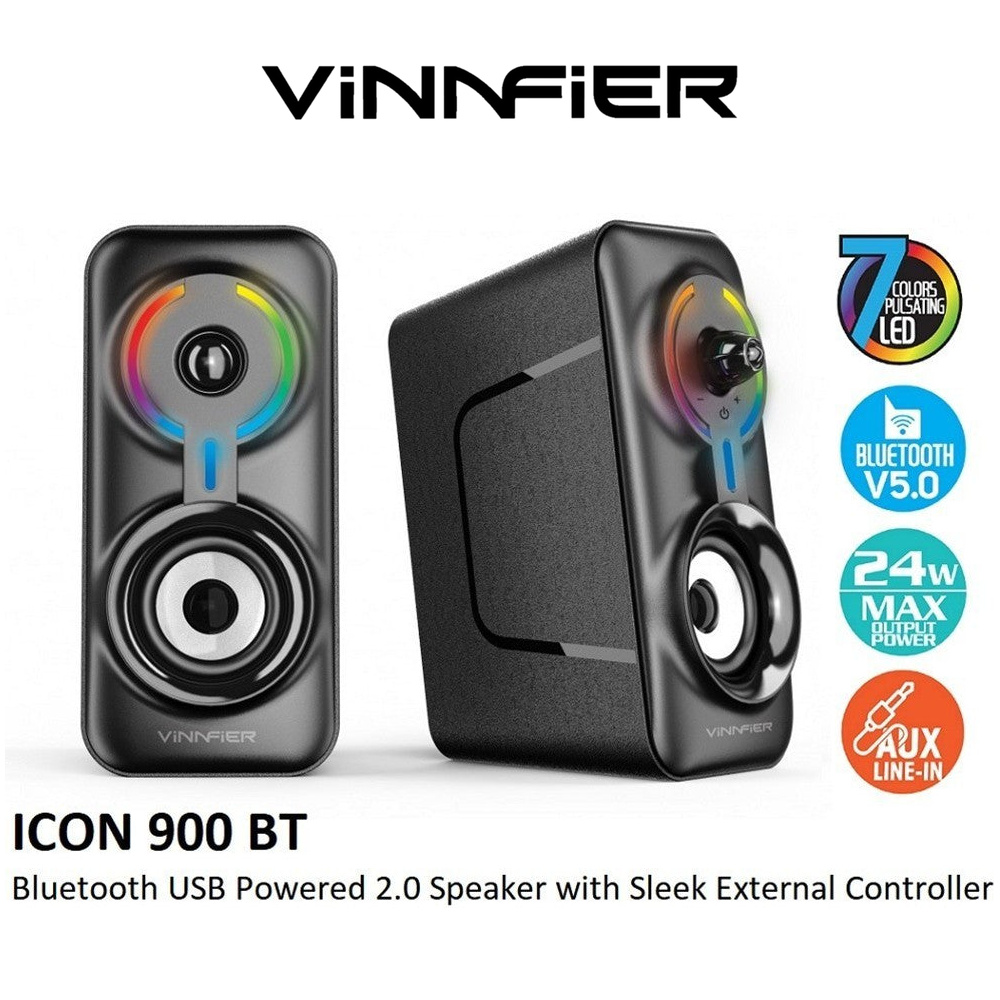 ViNNFiER
7
COLORS
PULSATING
LED
BLUETOOTH
V5.0
24W
MAX
OUTPUT
POWER
AUX
LINE-IN
- +
ViNNFiER
ViNNFiER
ICON 900 BT
Bluetooth USB Powered 2.0 Speaker with Sleek External Controller